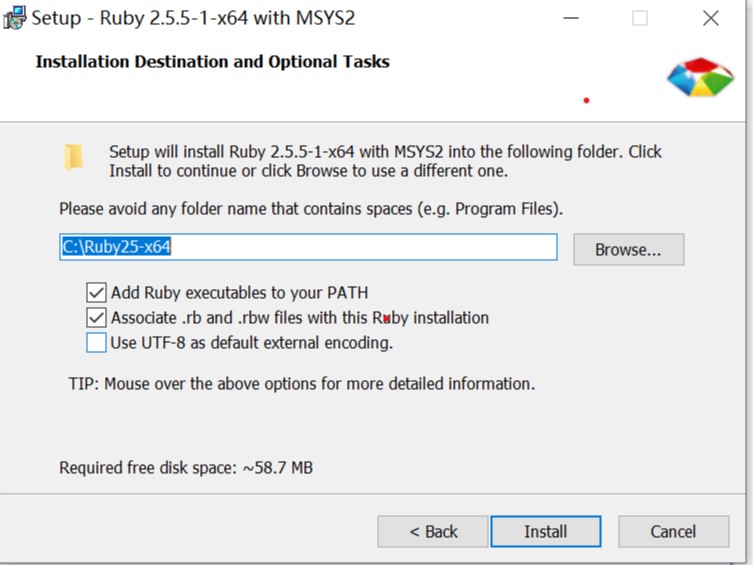 Setup - Ruby 2.5.5-1-x64 with MSYS2
Installation Destination and Optional Tasks
Setup will install Ruby 2.5.5-1-x64 with MSYS2 into the following folder. Click
Install to continue or click Browse to use a different one.
Please avoid any folder name that contains spaces (e.g. Program Files).
C:\Ruby25-x64
Browse...
Add Ruby executables to your PATH
Associate .rb and .rbw files with this Ruby installation
Use UTF-8 as default external encoding.
TIP: Mouse over the above options for more detailed information.
Required free disk space: ~58.7 MB
< Back
Install
Cancel